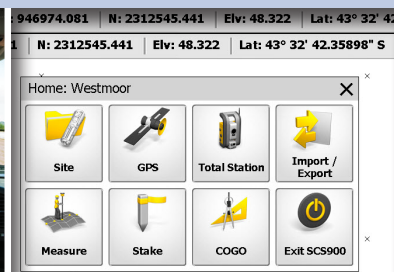 : 946974.081 N: 2312545.441 Elv: 48.322 Lat: 43° 32' 42
1 N: 2312545.441 Elv: 48.322 Lat: 43° 32' 42.35898" S
Home: Westmoor
Site GPS Total Station Import / Export
Measure Stake COGO Exit SCS900